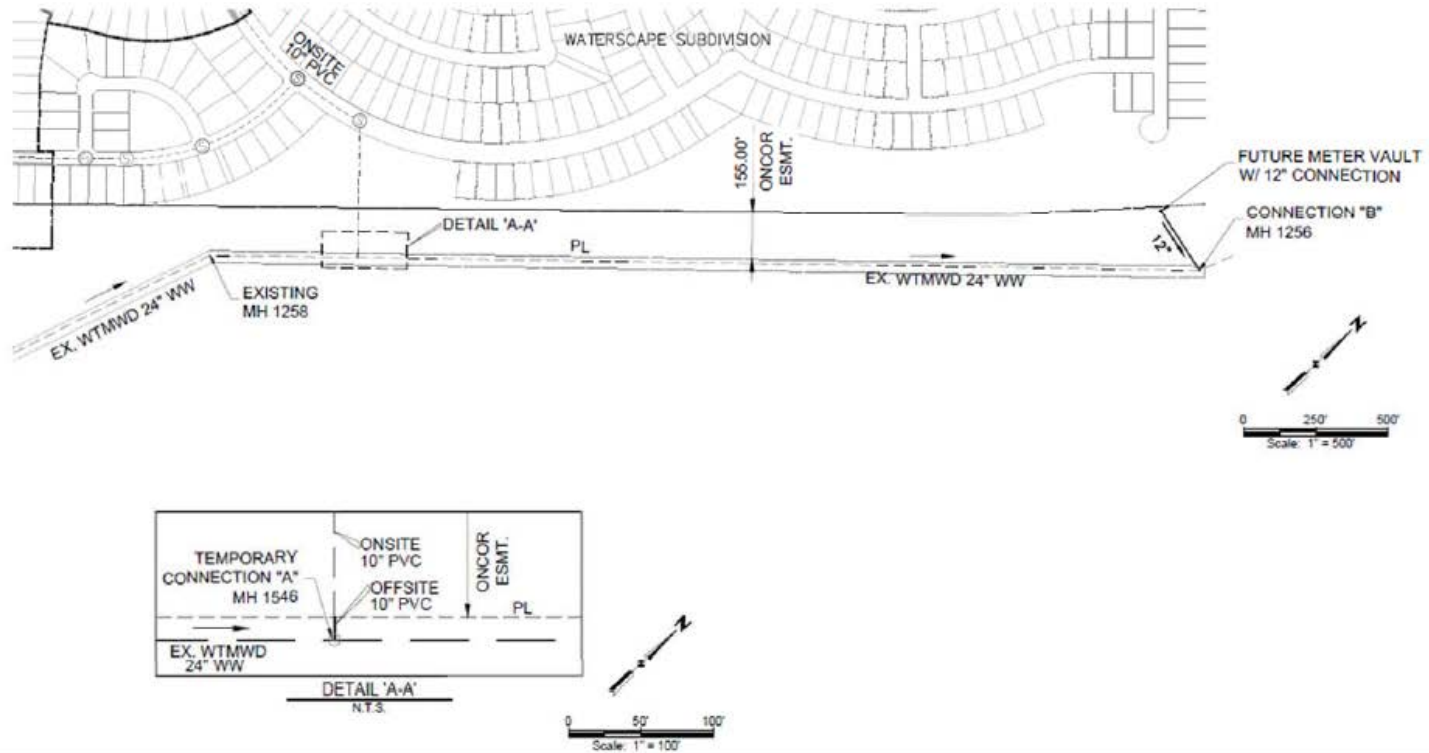 WATERSCAPE SUBDIVISION
ONSITE
10" PVC
S
S
S
S
S
155.00'
ONCOR
ESMT.
FUTURE METER VAULT
W/ 12" CONNECTION
CONNECTION "B"
MH 1256
12"
DETAIL 'A-A'
PL
EX. WTMWD 24" WW
EXISTING
MH 1258
EX. WTMWD 24" WW
N
0 250' 500'
Scale: 1" = 500'
TEMPORARY
CONNECTION "A"
MH 1546
ONSITE
10" PVC
OFFSITE
10" PVC
ONCOR
ESMT.
PL
EX. WTMWD
24" WW
DETAIL 'A-A'
N.T.S.
N
0 50' 100'
Scale: 1" = 100'